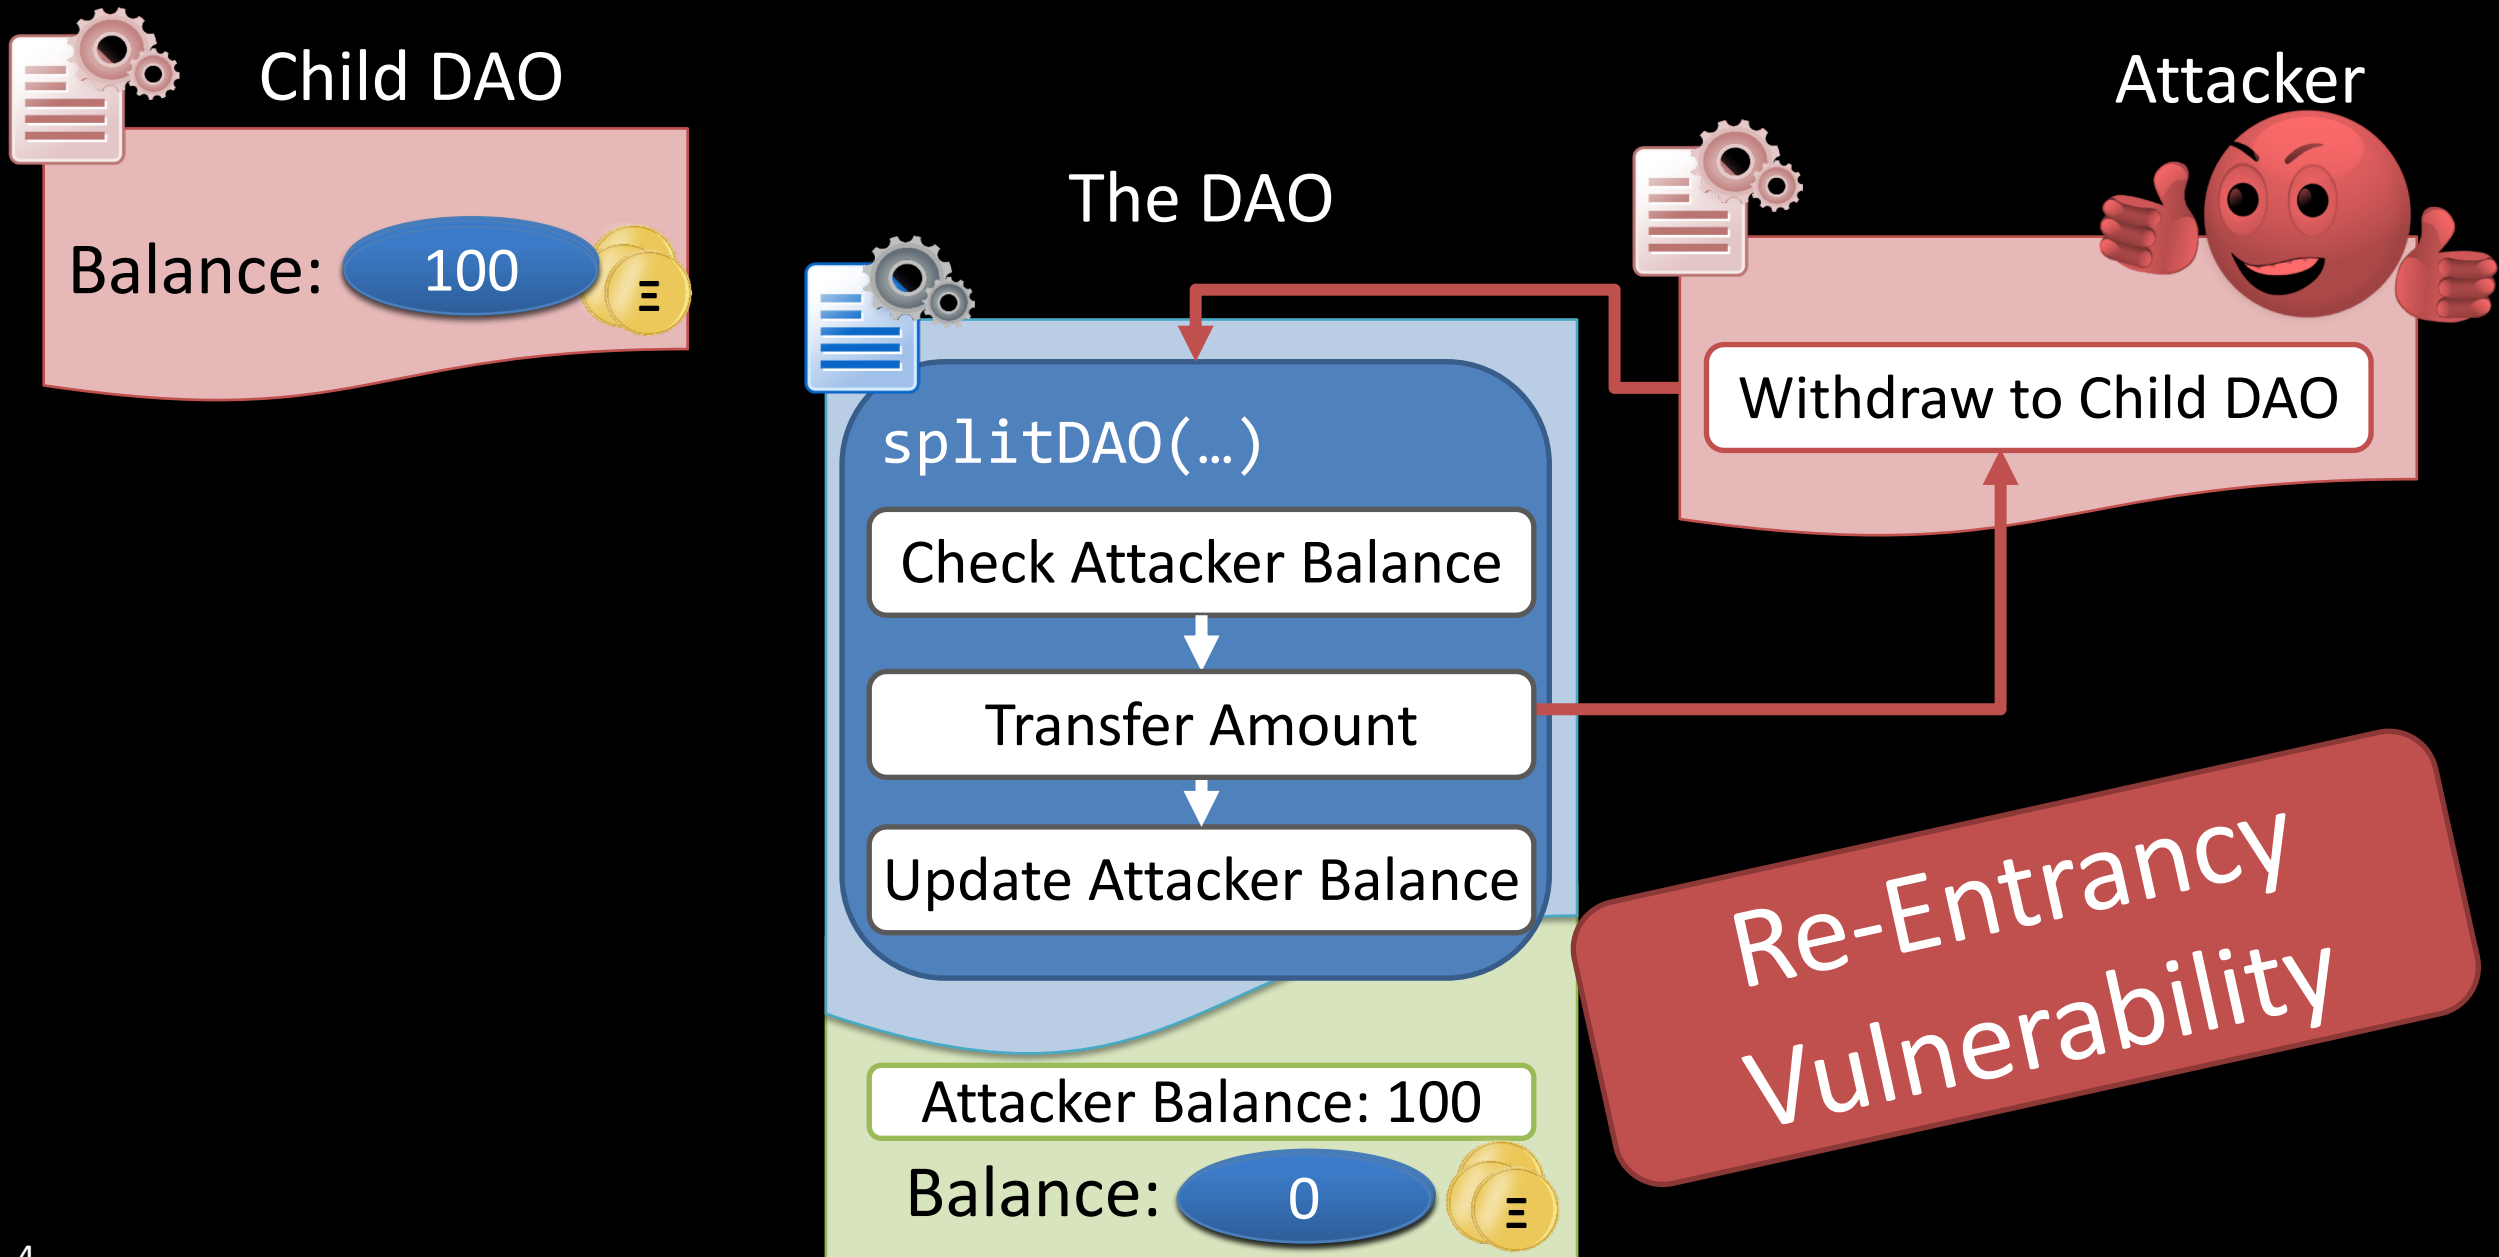 Child DAO
Balance: 100
The DAO
splitDAO(…)
Check Attacker Balance
Transfer Amount
Update Attacker Balance
Attacker Balance: 100
Balance: 0
Attacker
Withdraw to Child DAO
Re-Entrancy
Vulnerability
4